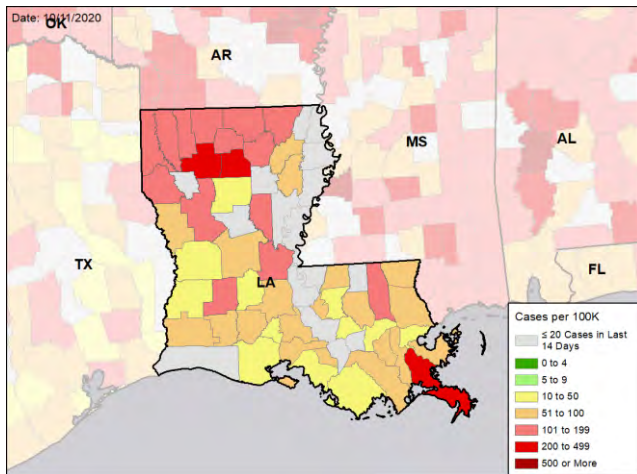 Date: 10/11/2020
OK
AR
MS
AL
TX
LA
FL
Cases per 100K
≤ 20 Cases in Last
14 Days
0 to 4
5 to 9
10 to 50
51 to 100
101 to 199
200 to 499
500 or More